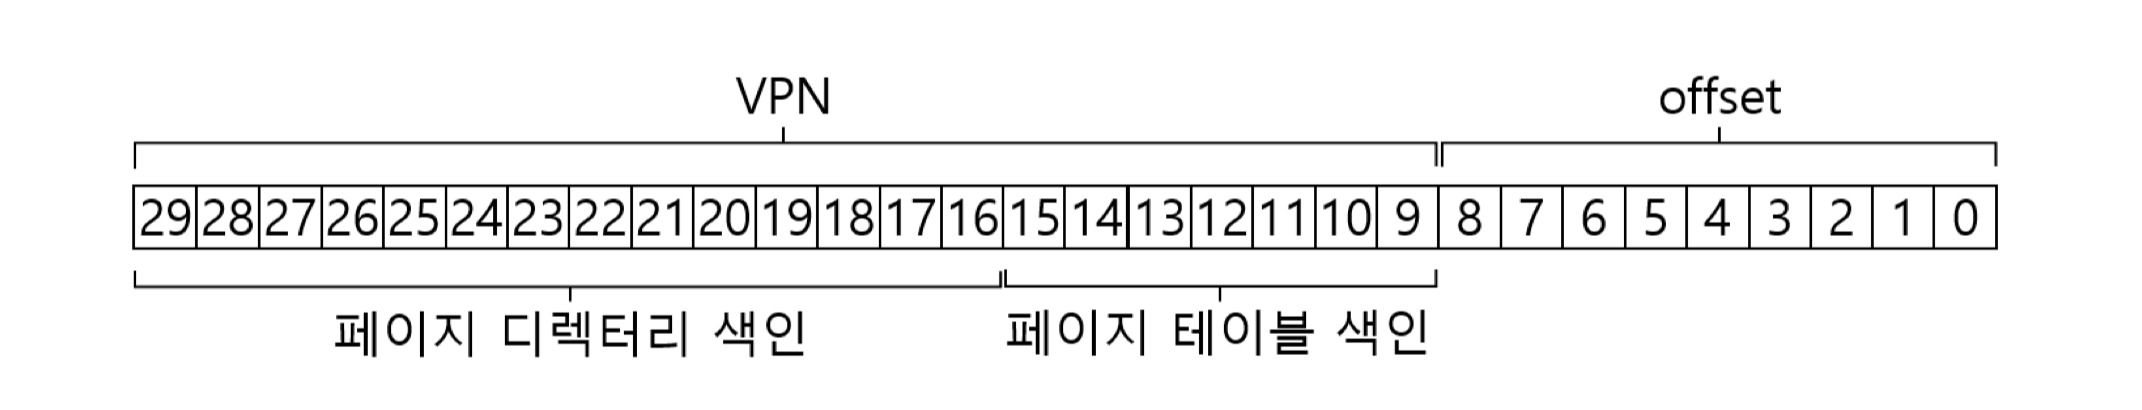 VPN offset
29 28 27 26 25 24 23 22 21 20 19 18 17 16 15 14 13 12 11 10 9 8 7 6 5 4 3 2 1 0
페이지 디렉터리 색인 페이지 테이블 색인